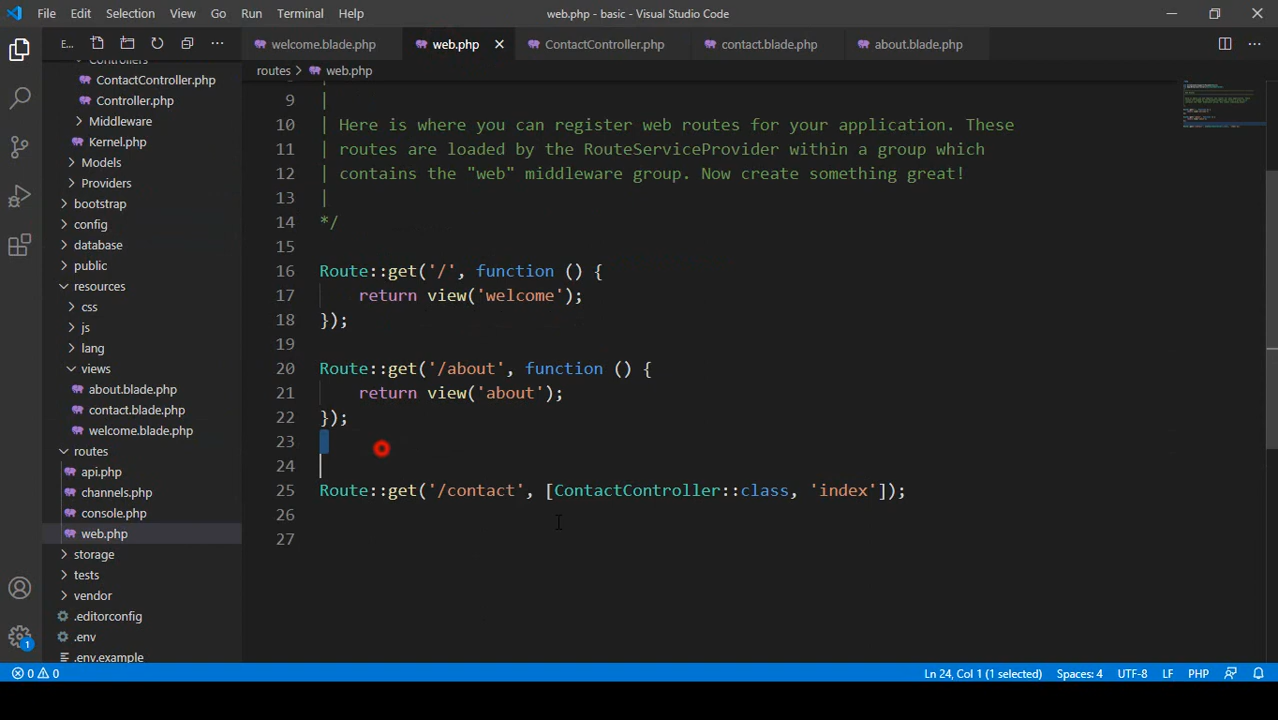 File Edit Selection View Go Run Terminal Help
web.php - basic - Visual Studio Code
E...
welcome.blade.php
web.php
ContactController.php
contact.blade.php
about.blade.php
routes > web.php
Controllers
ContactController.php
Controller.php
Middleware
Kernel.php
Models
Providers
bootstrap
config
database
public
resources
css
js
lang
views
about.blade.php
contact.blade.php
welcome.blade.php
routes
api.php
channels.php
console.php
web.php
storage
tests
vendor
.editorconfig
.env
.env.example
9 |
10 | Here is where you can register web routes for your application. These
11 | routes are loaded by the RouteServiceProvider within a group which
12 | contains the "web" middleware group. Now create something great!
13 |
14 */
15
16 Route::get('/', function () {
17 return view('welcome');
18 });
19
20 Route::get('/about', function () {
21 return view('about');
22 });
23
24
25 Route::get('/contact', [ContactController::class, 'index']);
26
27
1
0 0
Ln 24, Col 1 (1 selected) Spaces: 4 UTF-8 LF PHP